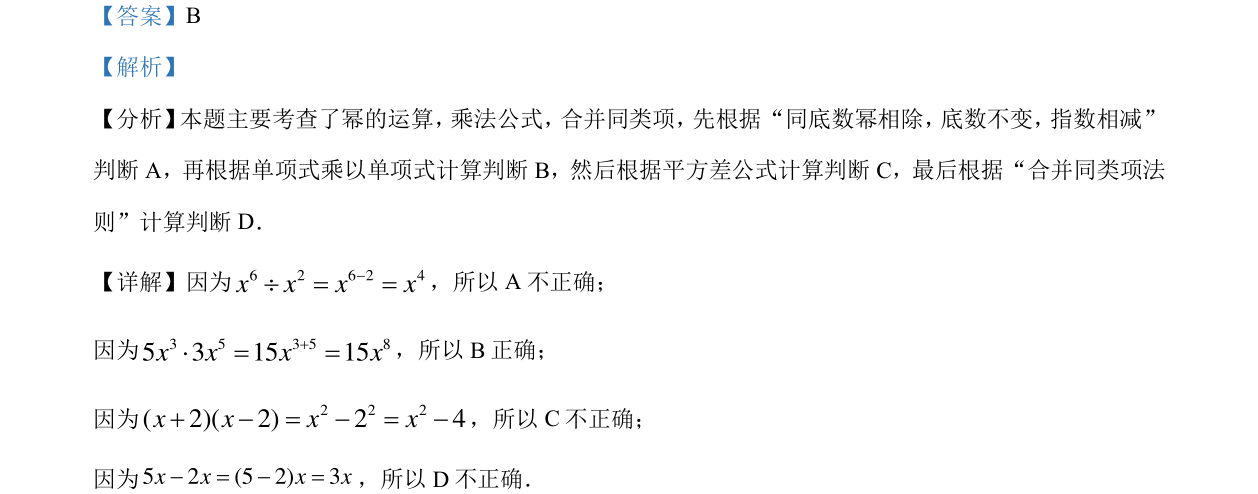 【答案】B
【解析】
【分析】本题主要考查了幂的运算，乘法公式，合并同类项，先根据“同底数幂相除，底数不变，指数相减”
判断 A，再根据单项式乘以单项式计算判断 B，然后根据平方差公式计算判断 C，最后根据“合并同类项法
则”计算判断 D．
【详解】因为 x⁶ ÷ x² = x⁶⁻² = x⁴，所以 A 不正确；
因为 5x³ · 3x⁵ = 15x³⁺⁵ = 15x⁸，所以 B 正确；
因为 (x + 2)(x − 2) = x² − 2² = x² − 4，所以 C 不正确；
因为 5x − 2x = (5 − 2)x = 3x，所以 D 不正确．